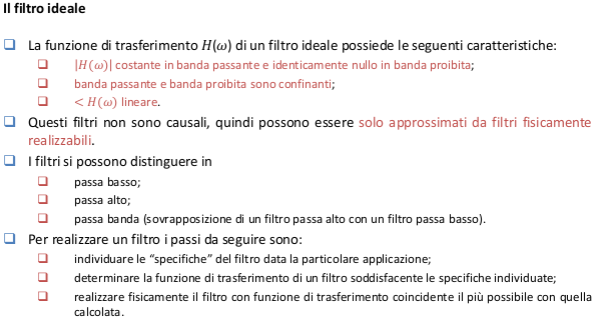 Il filtro ideale
La funzione di trasferimento H(ω) di un filtro ideale possiede le seguenti caratteristiche:
|H(ω)| costante in banda passante e identicamente nullo in banda proibita;
banda passante e banda proibita sono confinanti;
< H(ω) lineare.
Questi filtri non sono causali, quindi possono essere solo approssimati da filtri fisicamente
realizzabili.
I filtri si possono distinguere in
passa basso;
passa alto;
passa banda (sovrapposizione di un filtro passa alto con un filtro passa basso).
Per realizzare un filtro i passi da seguire sono:
individuare le “specifiche” del filtro data la particolare applicazione;
determinare la funzione di trasferimento di un filtro soddisfacente le specifiche individuate;
realizzare fisicamente il filtro con funzione di trasferimento coincidente il più possibile con quella
calcolata.